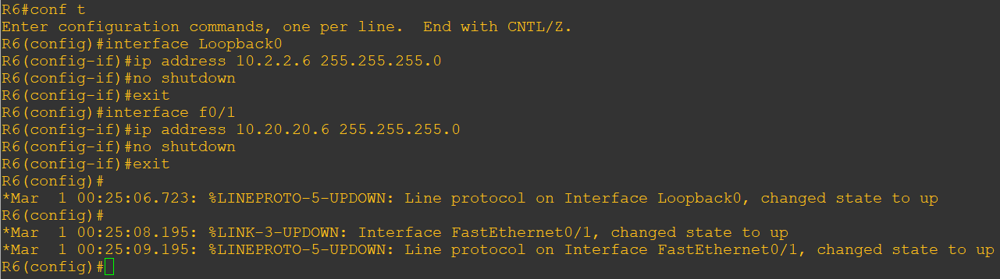 R6#conf t
Enter configuration commands, one per line.  End with CNTL/Z.
R6(config)#interface Loopback0
R6(config-if)#ip address 10.2.2.6 255.255.255.0
R6(config-if)#no shutdown
R6(config-if)#exit
R6(config)#interface f0/1
R6(config-if)#ip address 10.20.20.6 255.255.255.0
R6(config-if)#no shutdown
R6(config-if)#exit
R6(config)#
*Mar  1 00:25:06.723: %LINEPROTO-5-UPDOWN: Line protocol on Interface Loopback0, changed state to up
R6(config)#
*Mar  1 00:25:08.195: %LINK-3-UPDOWN: Interface FastEthernet0/1, changed state to up
*Mar  1 00:25:09.195: %LINEPROTO-5-UPDOWN: Line protocol on Interface FastEthernet0/1, changed state to up
R6(config)#